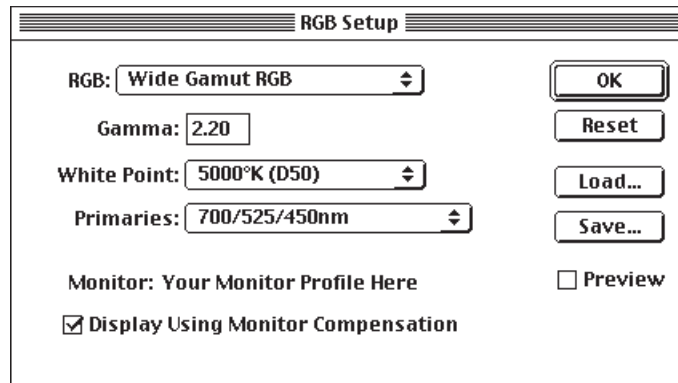 RGB Setup
RGB: Wide Gamut RGB
OK
Gamma: 2.20
Reset
White Point: 5000°K (D50)
Load...
Primaries: 700/525/450nm
Save...
Monitor: Your Monitor Profile Here
Preview
Display Using Monitor Compensation